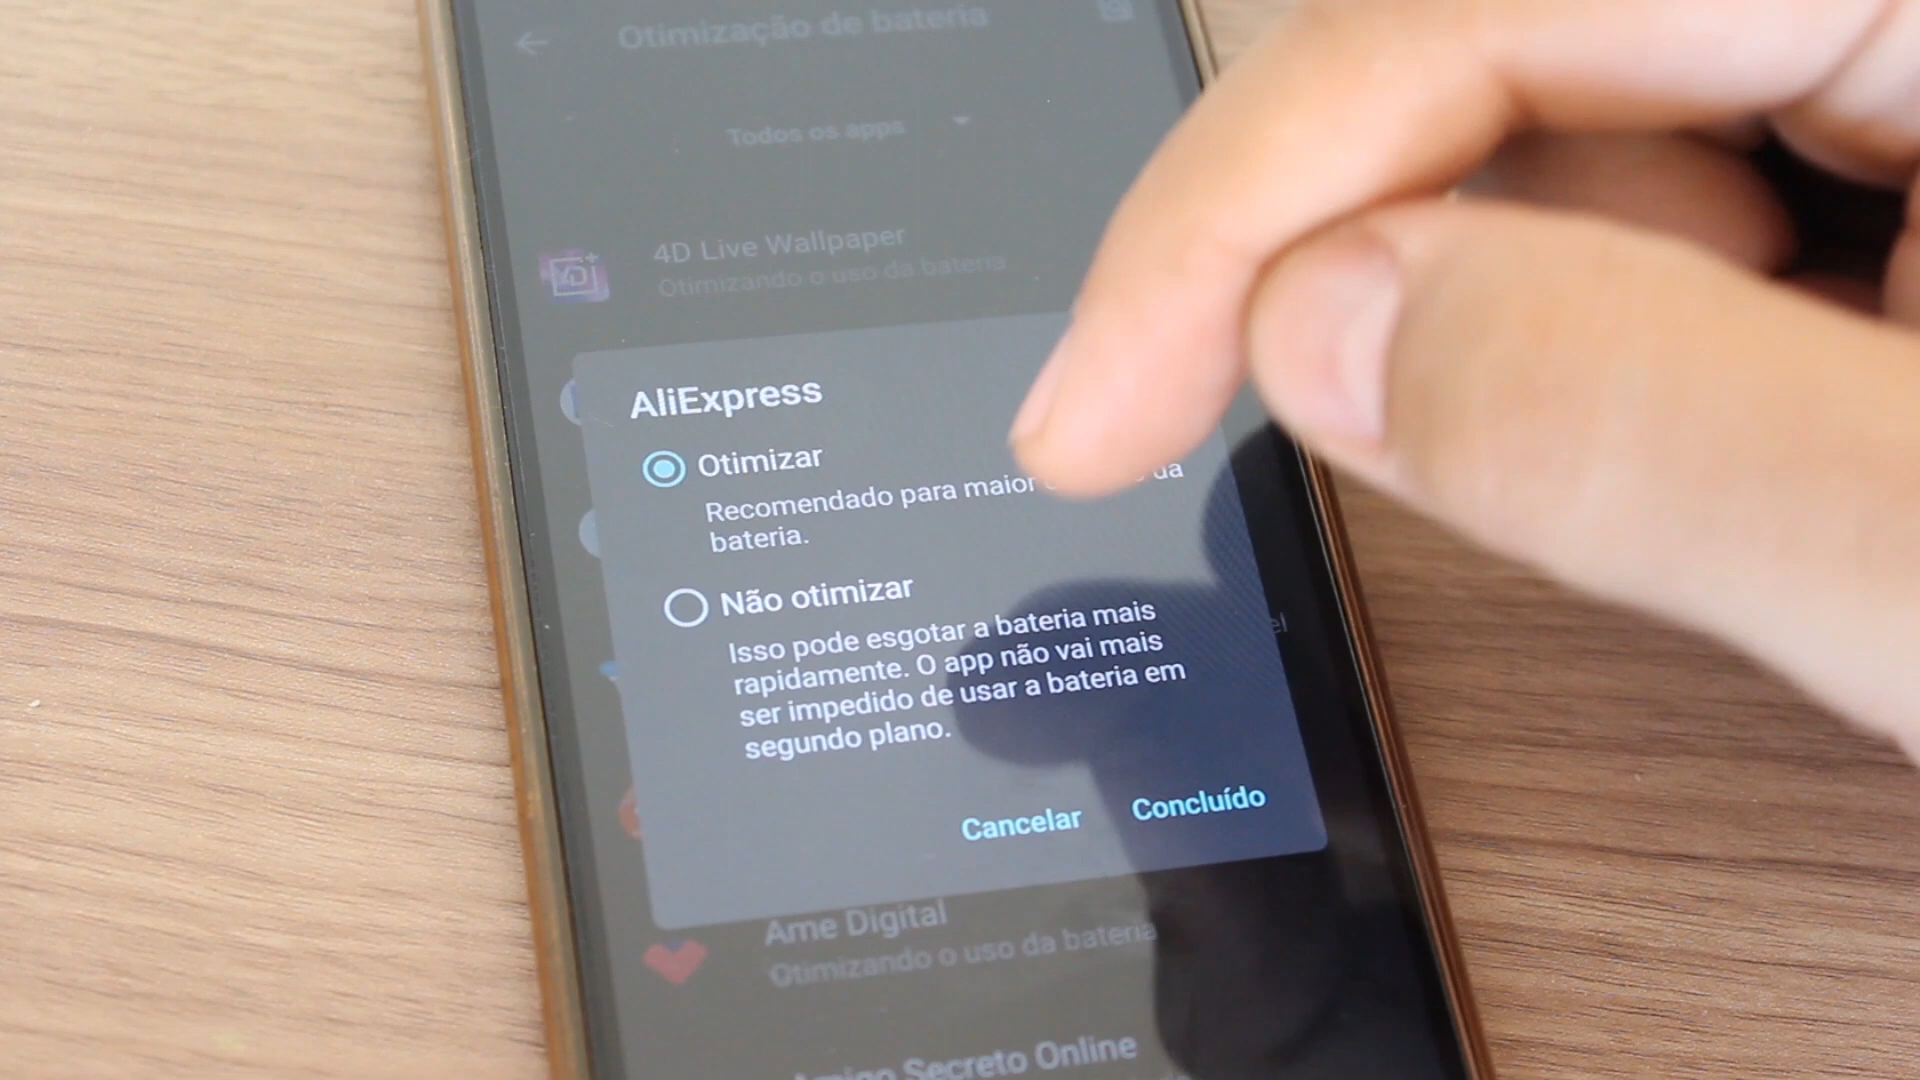 Otimização de bateria
Todos os apps
4D Live Wallpaper
Otimizando o uso da bateria
AliExpress
Otimizar
Recomendado para maior da
bateria.
Não otimizar
Isso pode esgotar a bateria mais
rapidamente. O app não vai mais
ser impedido de usar a bateria em
segundo plano.
Cancelar Concluído
Ame Digital
Otimizando o uso da bateria
Amigo Secreto Online